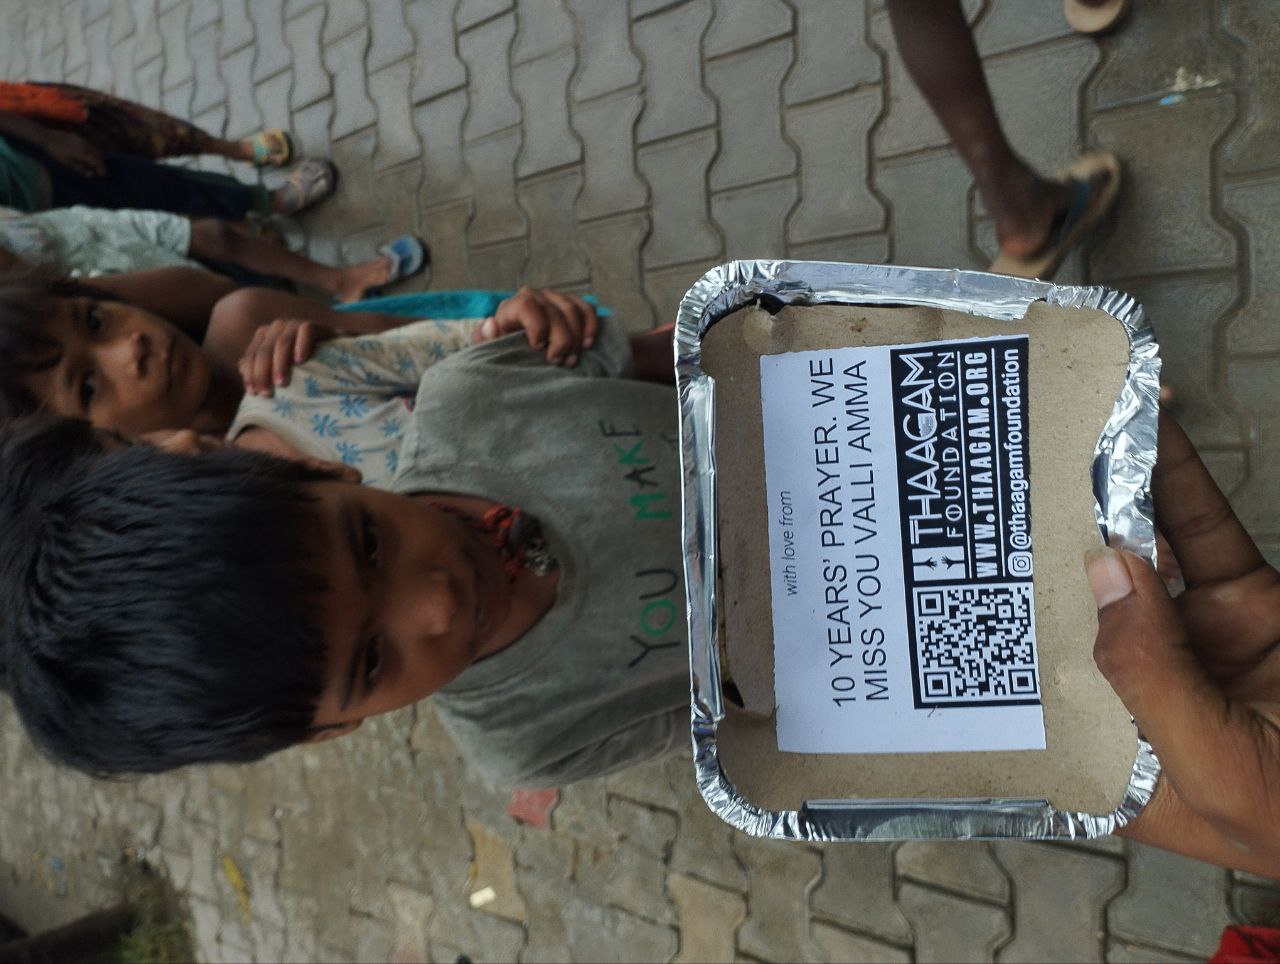 with love from
10 YEARS' PRAYER. WE
MISS YOU VALLI AMMA
THAAGAM
FOUNDATION
WWW.THAAGAM.ORG
@thaagamfoundation
YOU MAKE